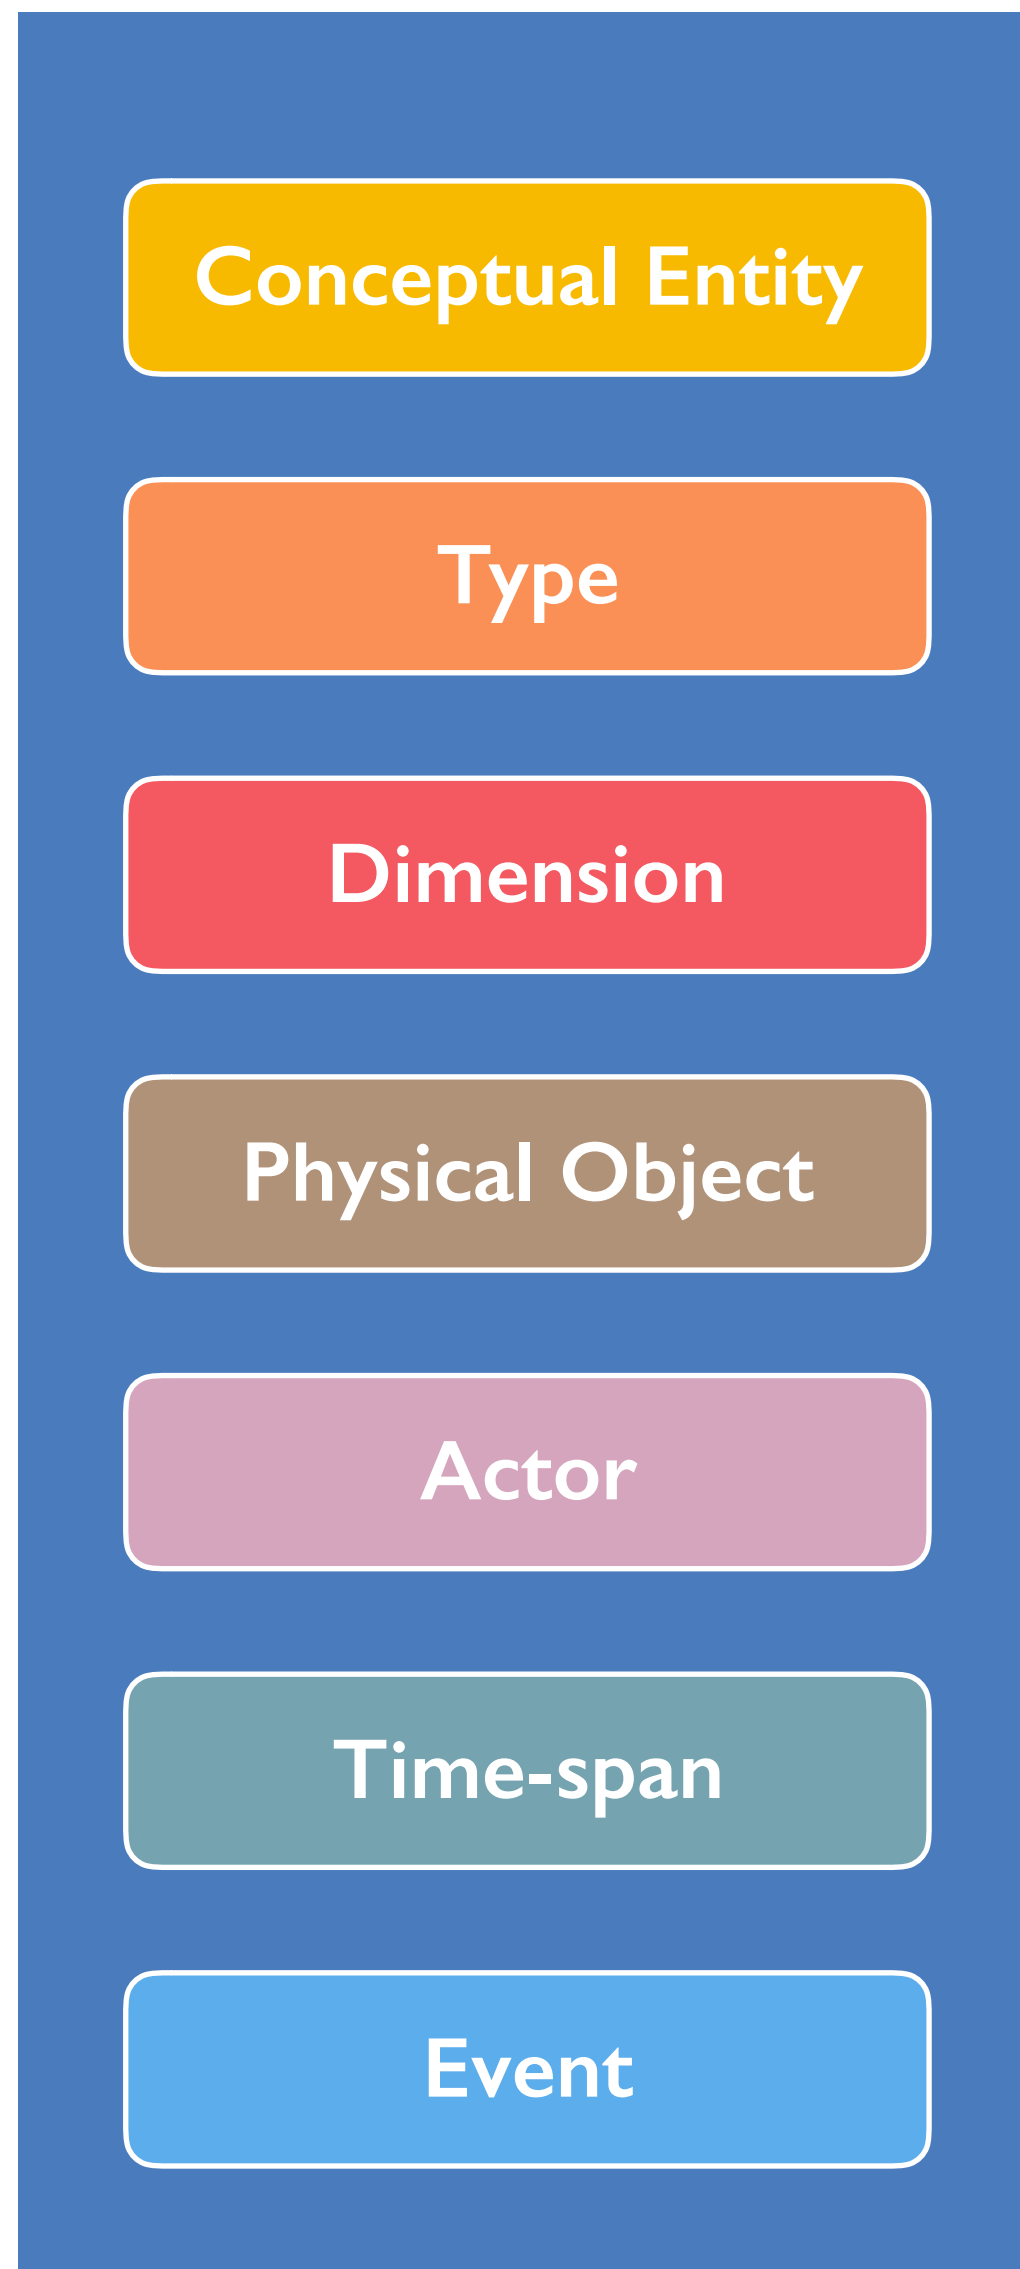 Conceptual Entity
Type
Dimension
Physical Object
Actor
Time-span
Event